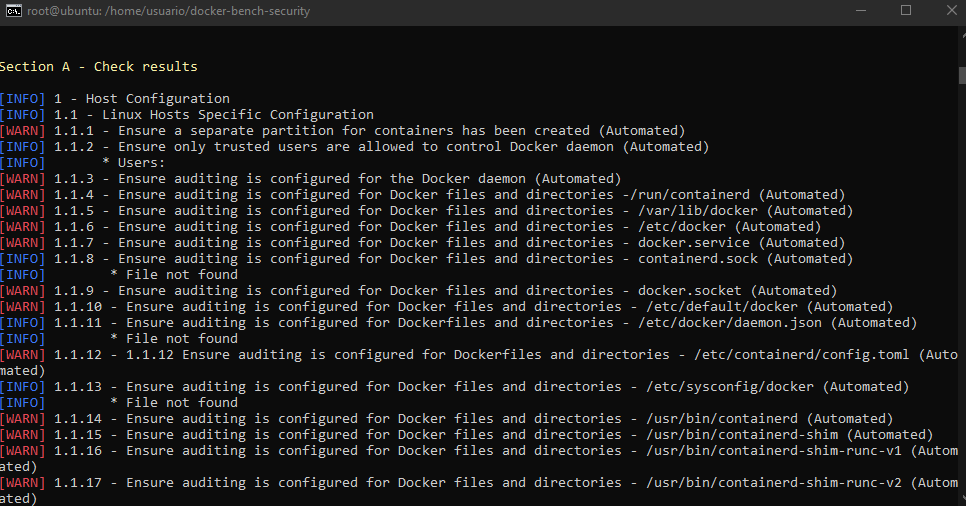 root@ubuntu: /home/usuario/docker-bench-security
Section A - Check results
[INFO] 1 - Host Configuration
[INFO] 1.1 - Linux Hosts Specific Configuration
[WARN] 1.1.1 - Ensure a separate partition for containers has been created (Automated)
[INFO] 1.1.2 - Ensure only trusted users are allowed to control Docker daemon (Automated)
[INFO]       * Users:
[WARN] 1.1.3 - Ensure auditing is configured for the Docker daemon (Automated)
[WARN] 1.1.4 - Ensure auditing is configured for Docker files and directories -/run/containerd (Automated)
[WARN] 1.1.5 - Ensure auditing is configured for Docker files and directories - /var/lib/docker (Automated)
[WARN] 1.1.6 - Ensure auditing is configured for Docker files and directories - /etc/docker (Automated)
[WARN] 1.1.7 - Ensure auditing is configured for Docker files and directories - docker.service (Automated)
[INFO] 1.1.8 - Ensure auditing is configured for Docker files and directories - containerd.sock (Automated)
[INFO]        * File not found
[WARN] 1.1.9 - Ensure auditing is configured for Docker files and directories - docker.socket (Automated)
[WARN] 1.1.10 - Ensure auditing is configured for Docker files and directories - /etc/default/docker (Automated)
[INFO] 1.1.11 - Ensure auditing is configured for Dockerfiles and directories - /etc/docker/daemon.json (Automated)
[INFO]        * File not found
[WARN] 1.1.12 - 1.1.12 Ensure auditing is configured for Dockerfiles and directories - /etc/containerd/config.toml (Auto
mated)
[INFO] 1.1.13 - Ensure auditing is configured for Docker files and directories - /etc/sysconfig/docker (Automated)
[INFO]        * File not found
[WARN] 1.1.14 - Ensure auditing is configured for Docker files and directories - /usr/bin/containerd (Automated)
[WARN] 1.1.15 - Ensure auditing is configured for Docker files and directories - /usr/bin/containerd-shim (Automated)
[WARN] 1.1.16 - Ensure auditing is configured for Docker files and directories - /usr/bin/containerd-shim-runc-v1 (Autom
ated)
[WARN] 1.1.17 - Ensure auditing is configured for Docker files and directories - /usr/bin/containerd-shim-runc-v2 (Autom
ated)